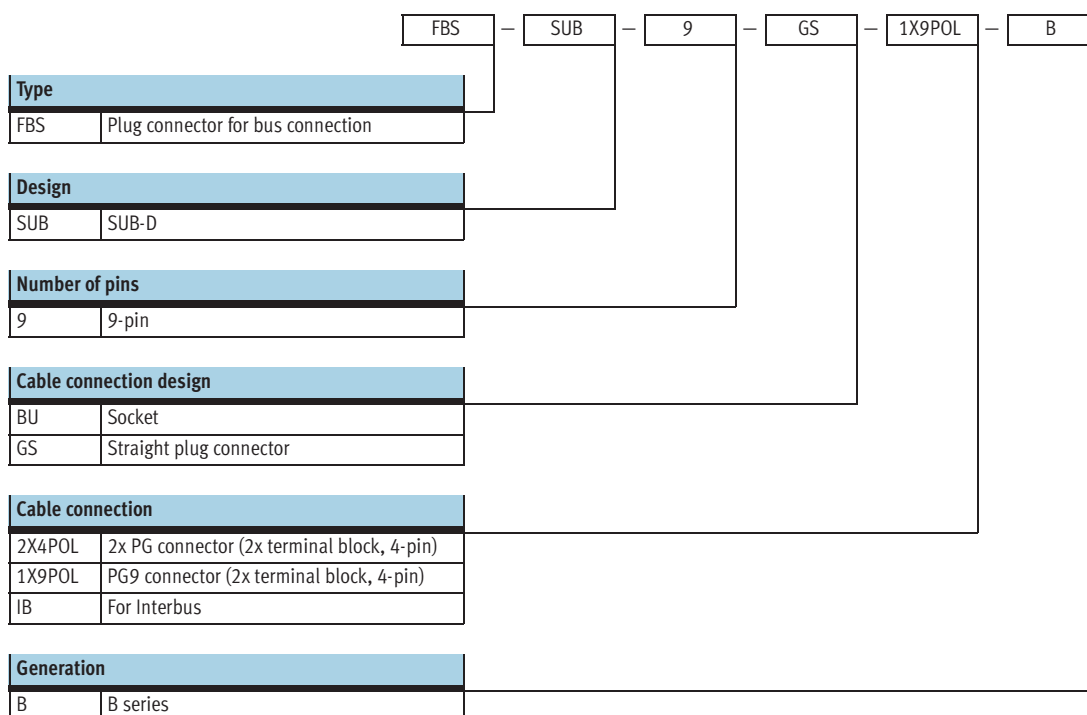 FBS – SUB – 9 – GS – 1X9POL – B
Type
FBS Plug connector for bus connection
Design
SUB SUB-D
Number of pins
9 9-pin
Cable connection design
BU Socket
GS Straight plug connector
Cable connection
2X4POL 2x PG connector (2x terminal block, 4-pin)
1X9POL PG9 connector (2x terminal block, 4-pin)
IB For Interbus
Generation
B B series